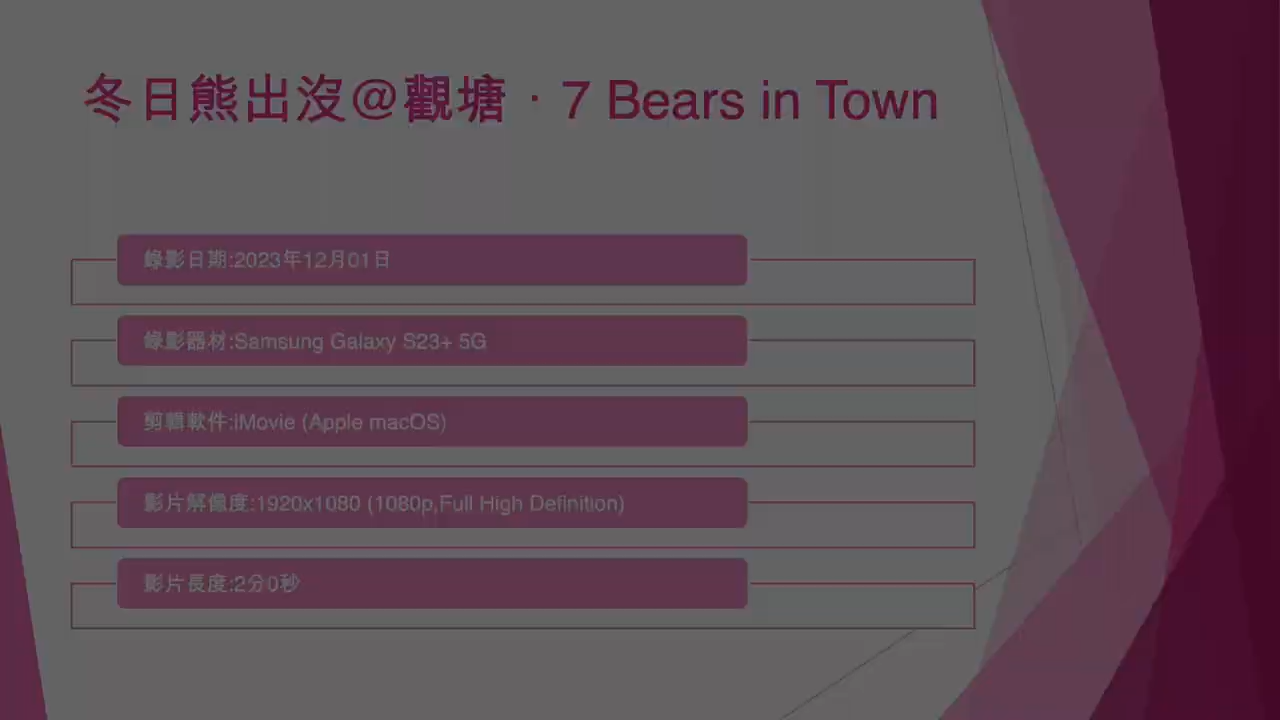 冬日熊出沒@觀塘‧7 Bears in Town
錄影日期:2023年12月01日
錄影器材:Samsung Galaxy S23+ 5G
剪輯軟件:iMovie (Apple macOS)
影片解像度:1920x1080 (1080p,Full High Definition)
影片長度:2分0秒